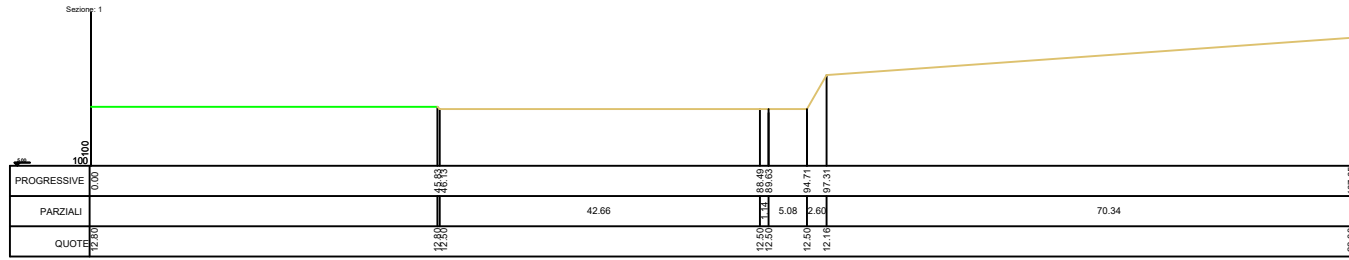 Sezione: 1
100
100
PROGRESSIVE 0.00 45.83 46.13 88.49 89.63 94.71 97.31
PARZIALI 42.66 1.14 5.08 2.60 70.34
QUOTE 12.80 12.80 12.50 12.50 12.50 12.50 12.16